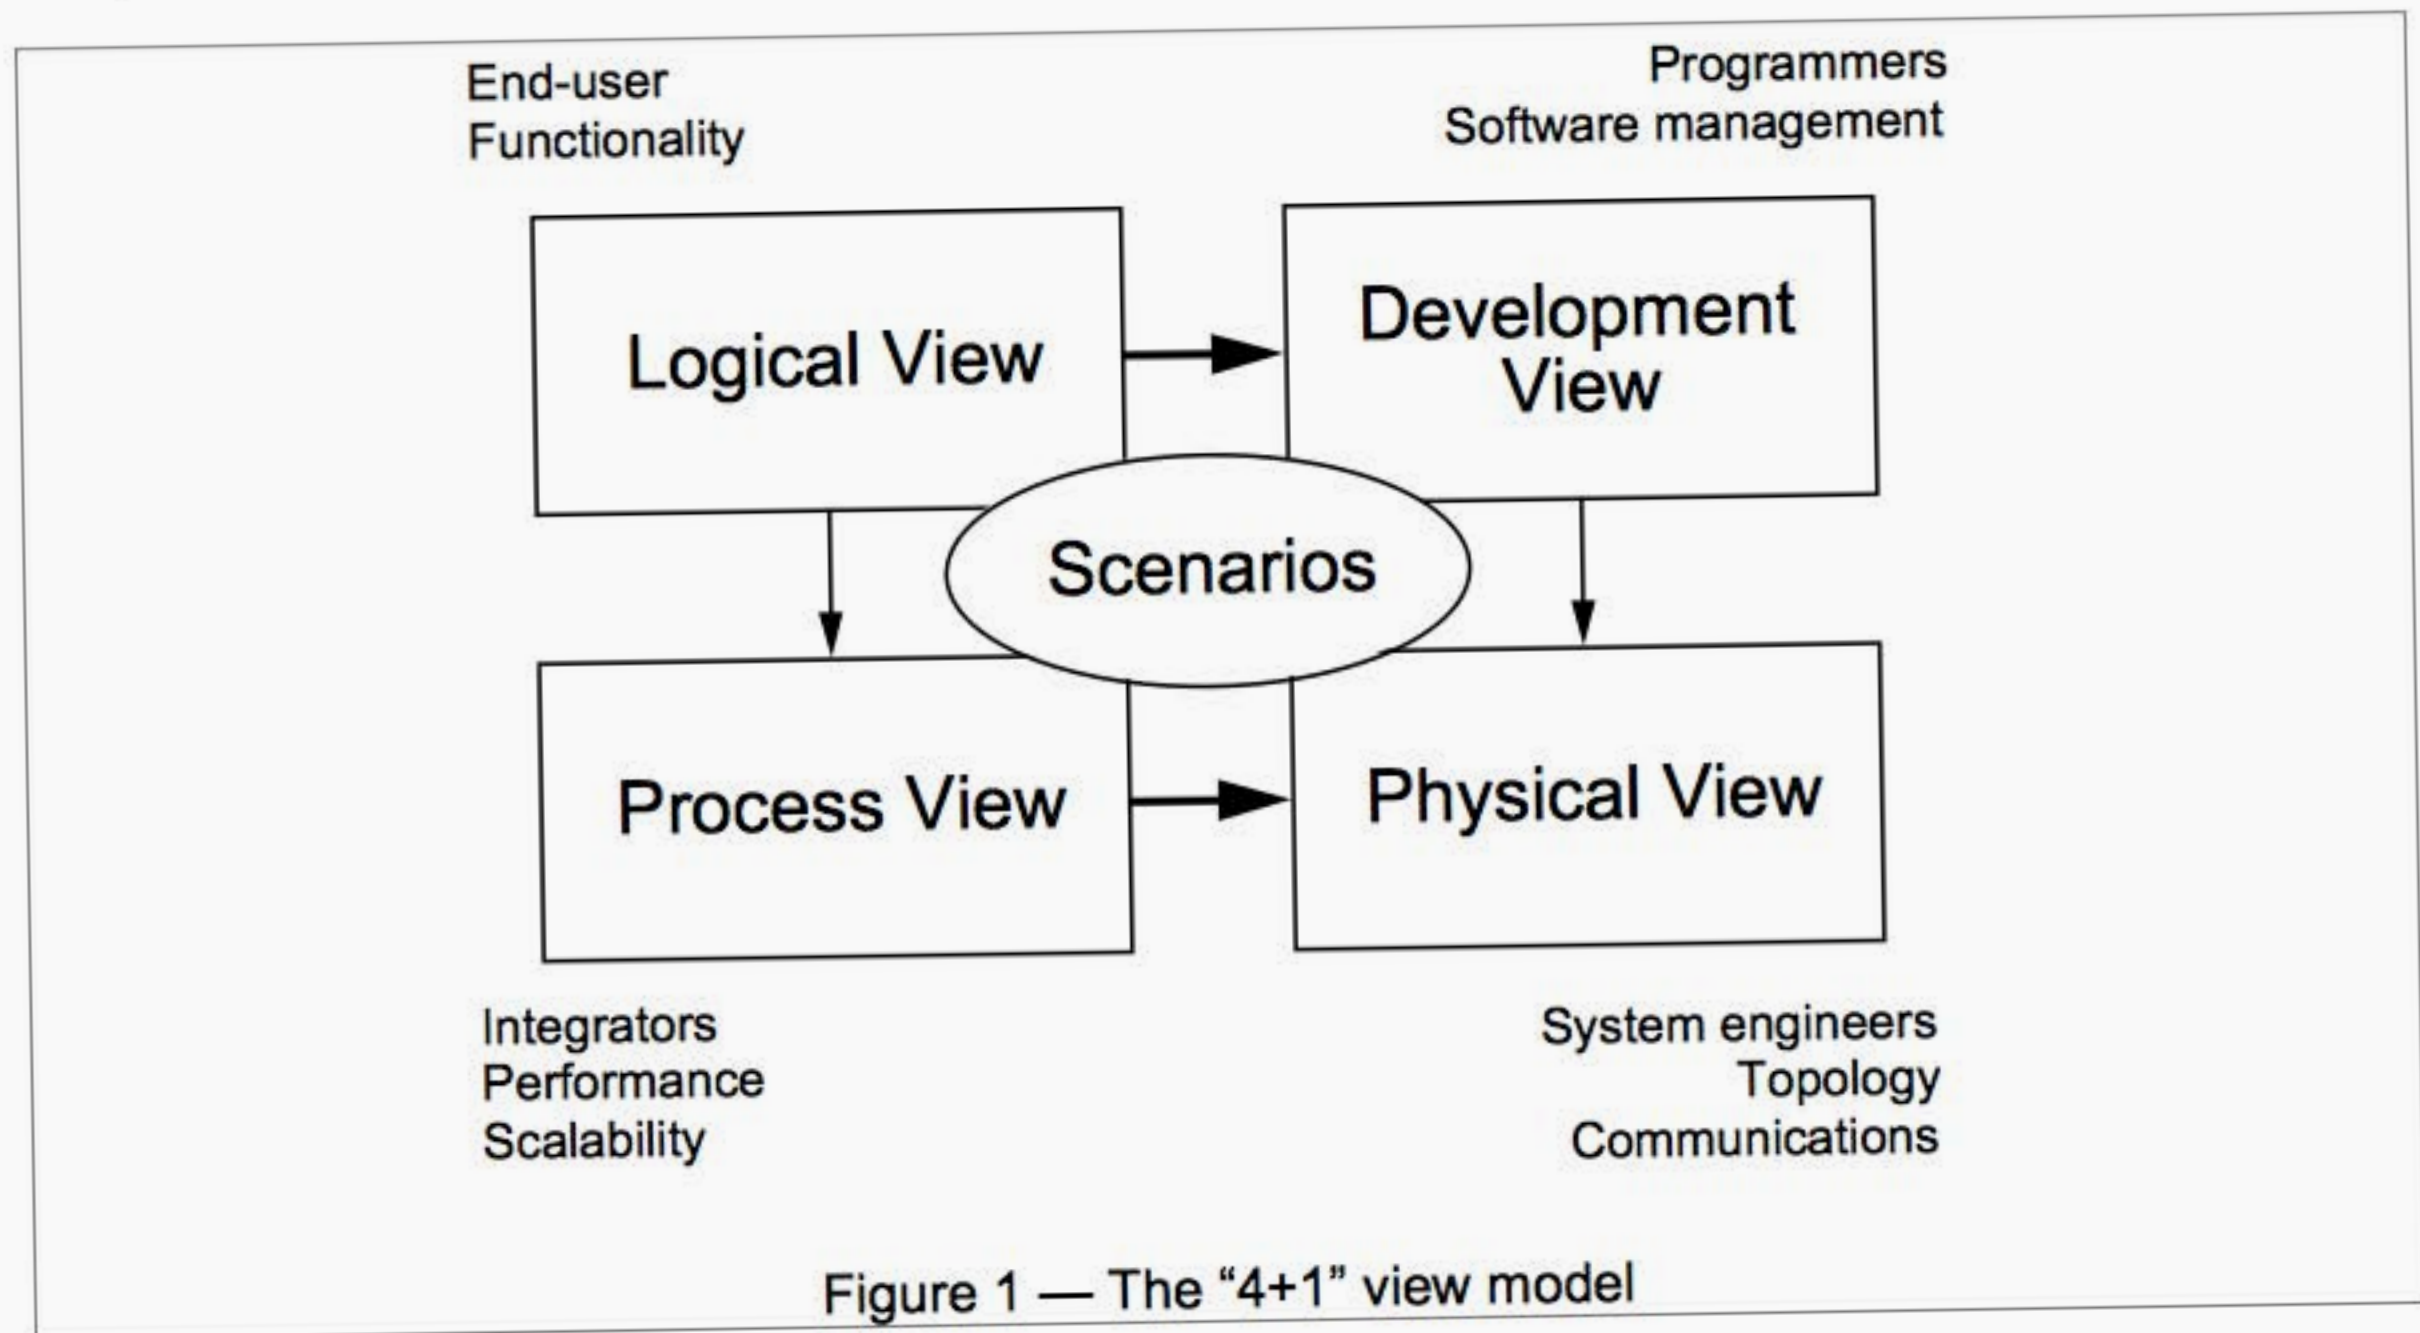 End-user
Functionality
Programmers
Software management
Logical View
Development
View
Scenarios
Process View
Physical View
Integrators
Performance
Scalability
System engineers
Topology
Communications
Figure 1 — The “4+1” view model